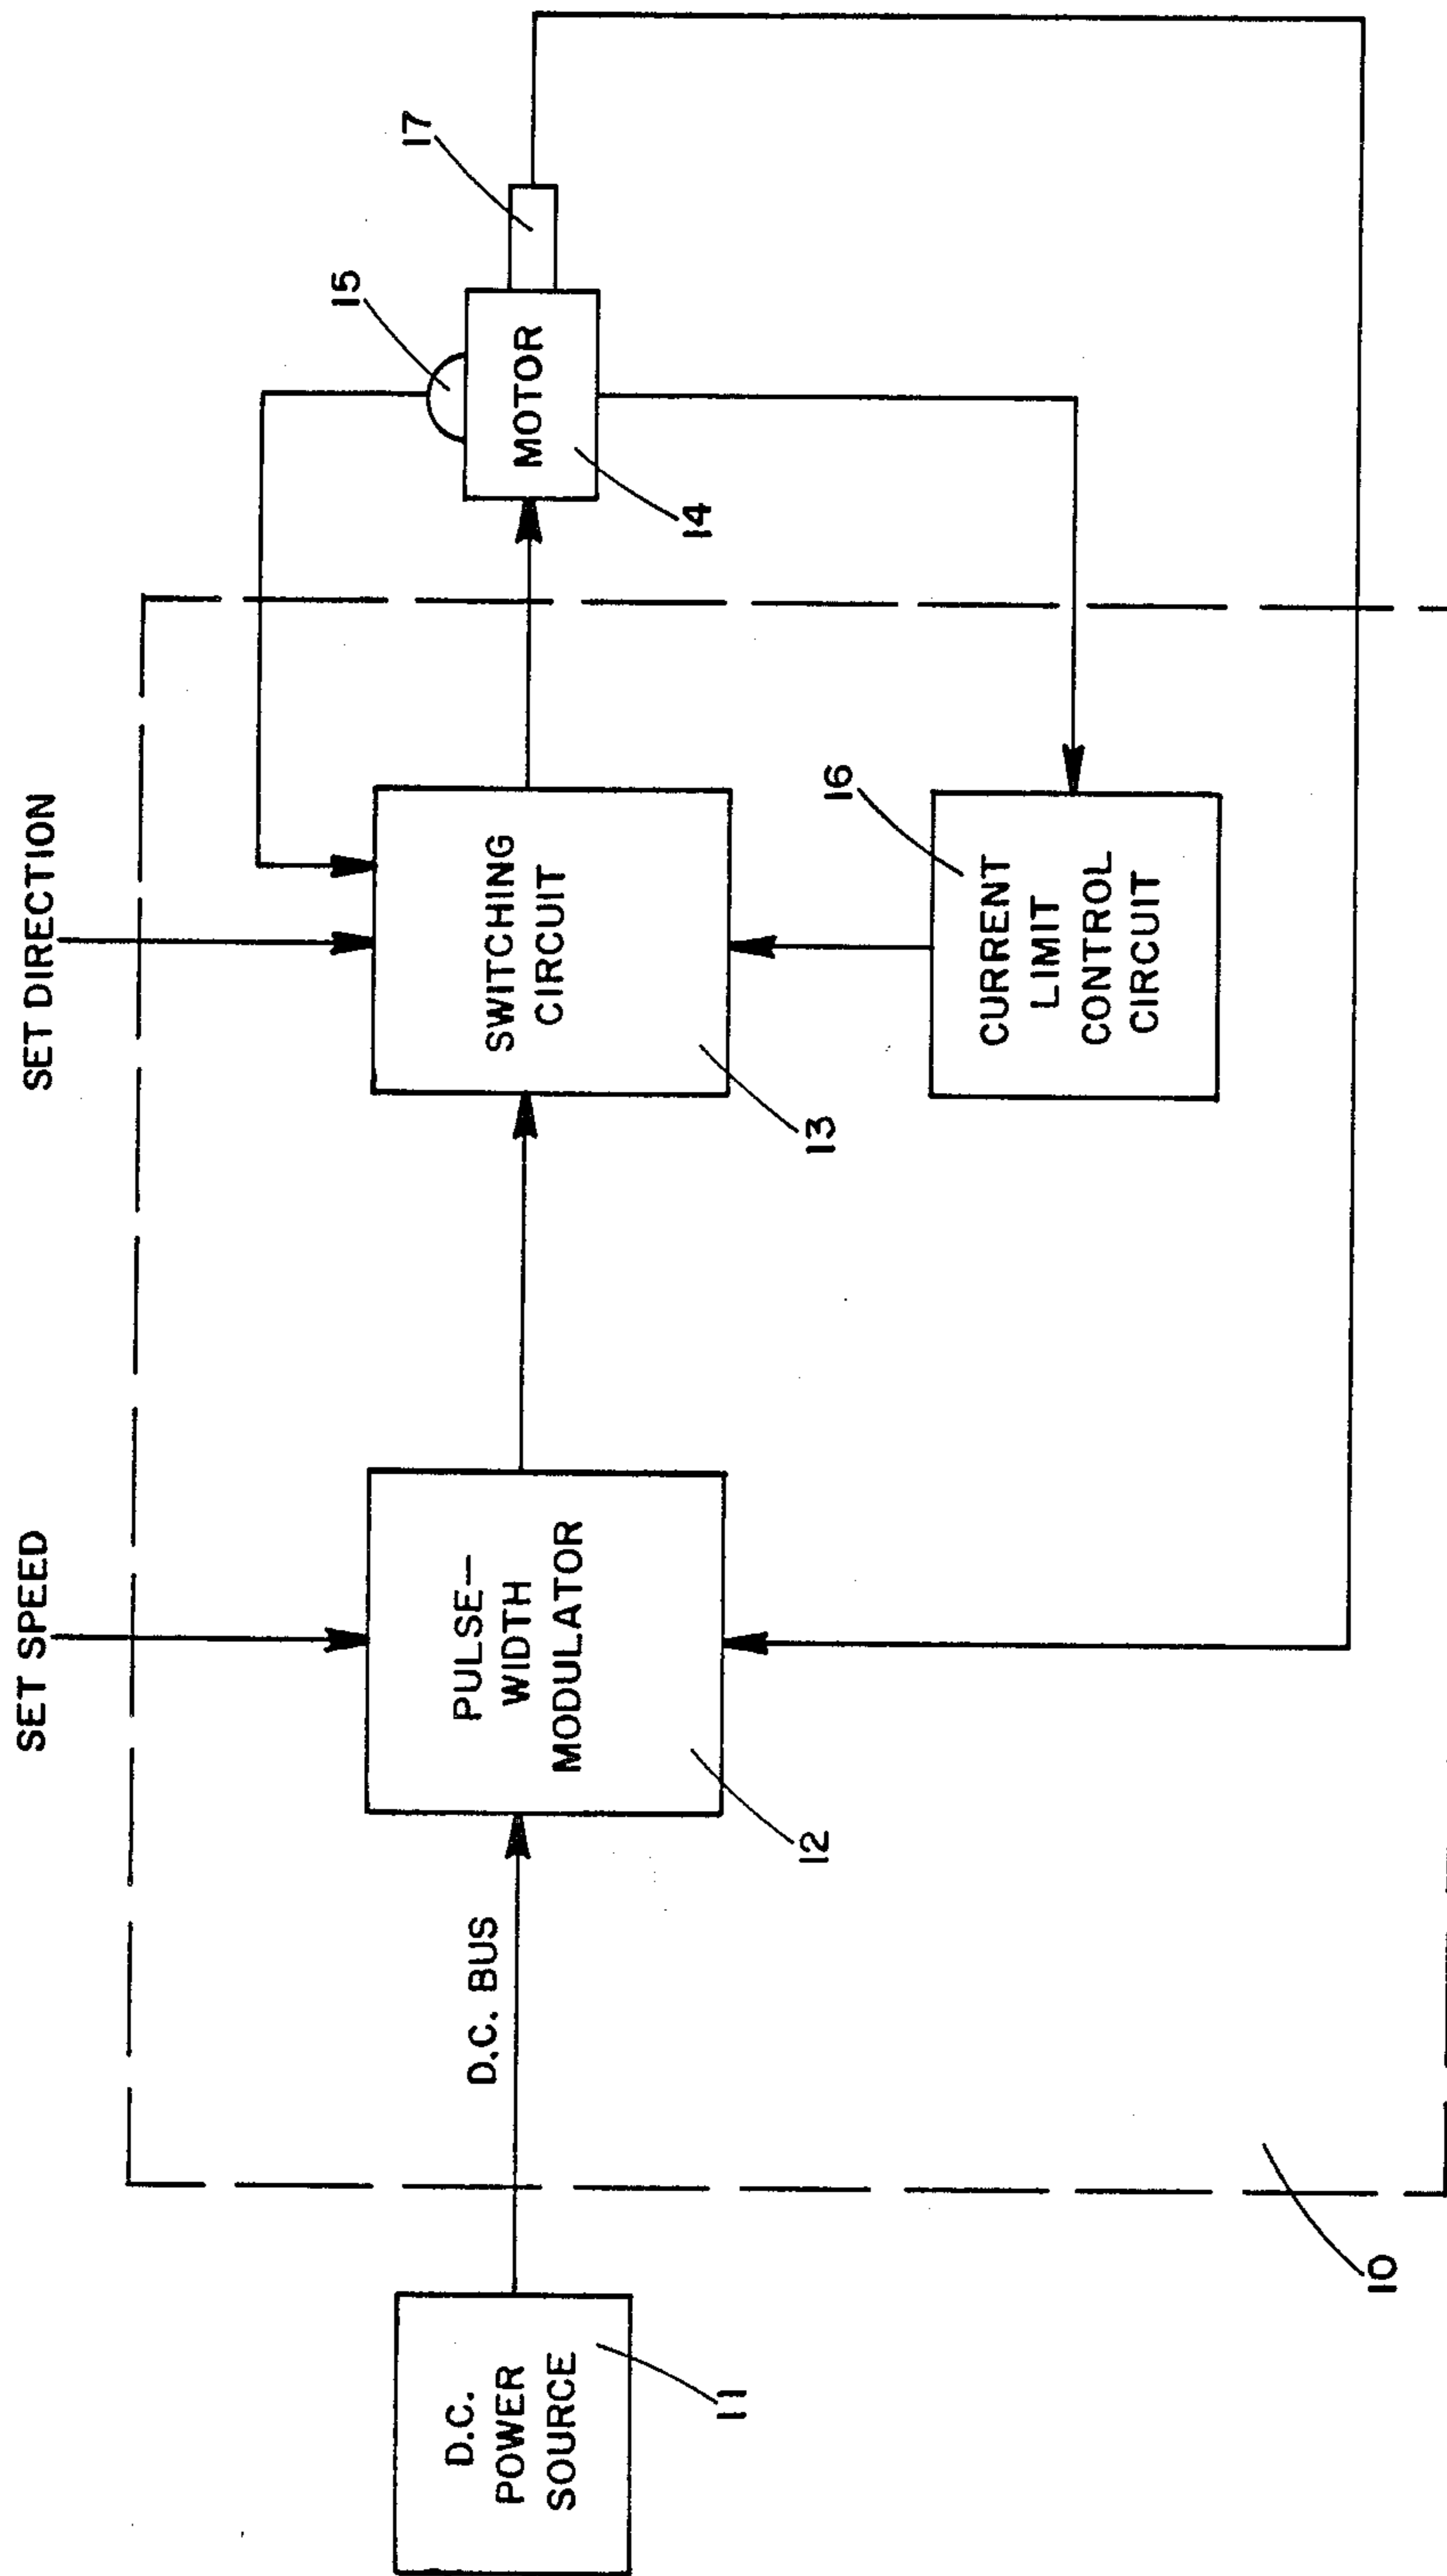 SET SPEED
SET DIRECTION
D.C.
POWER
SOURCE
11
D.C. BUS
PULSE-
WIDTH
MODULATOR
12
SWITCHING
CIRCUIT
13
MOTOR
14
15
17
CURRENT
LIMIT
CONTROL
CIRCUIT
16
10